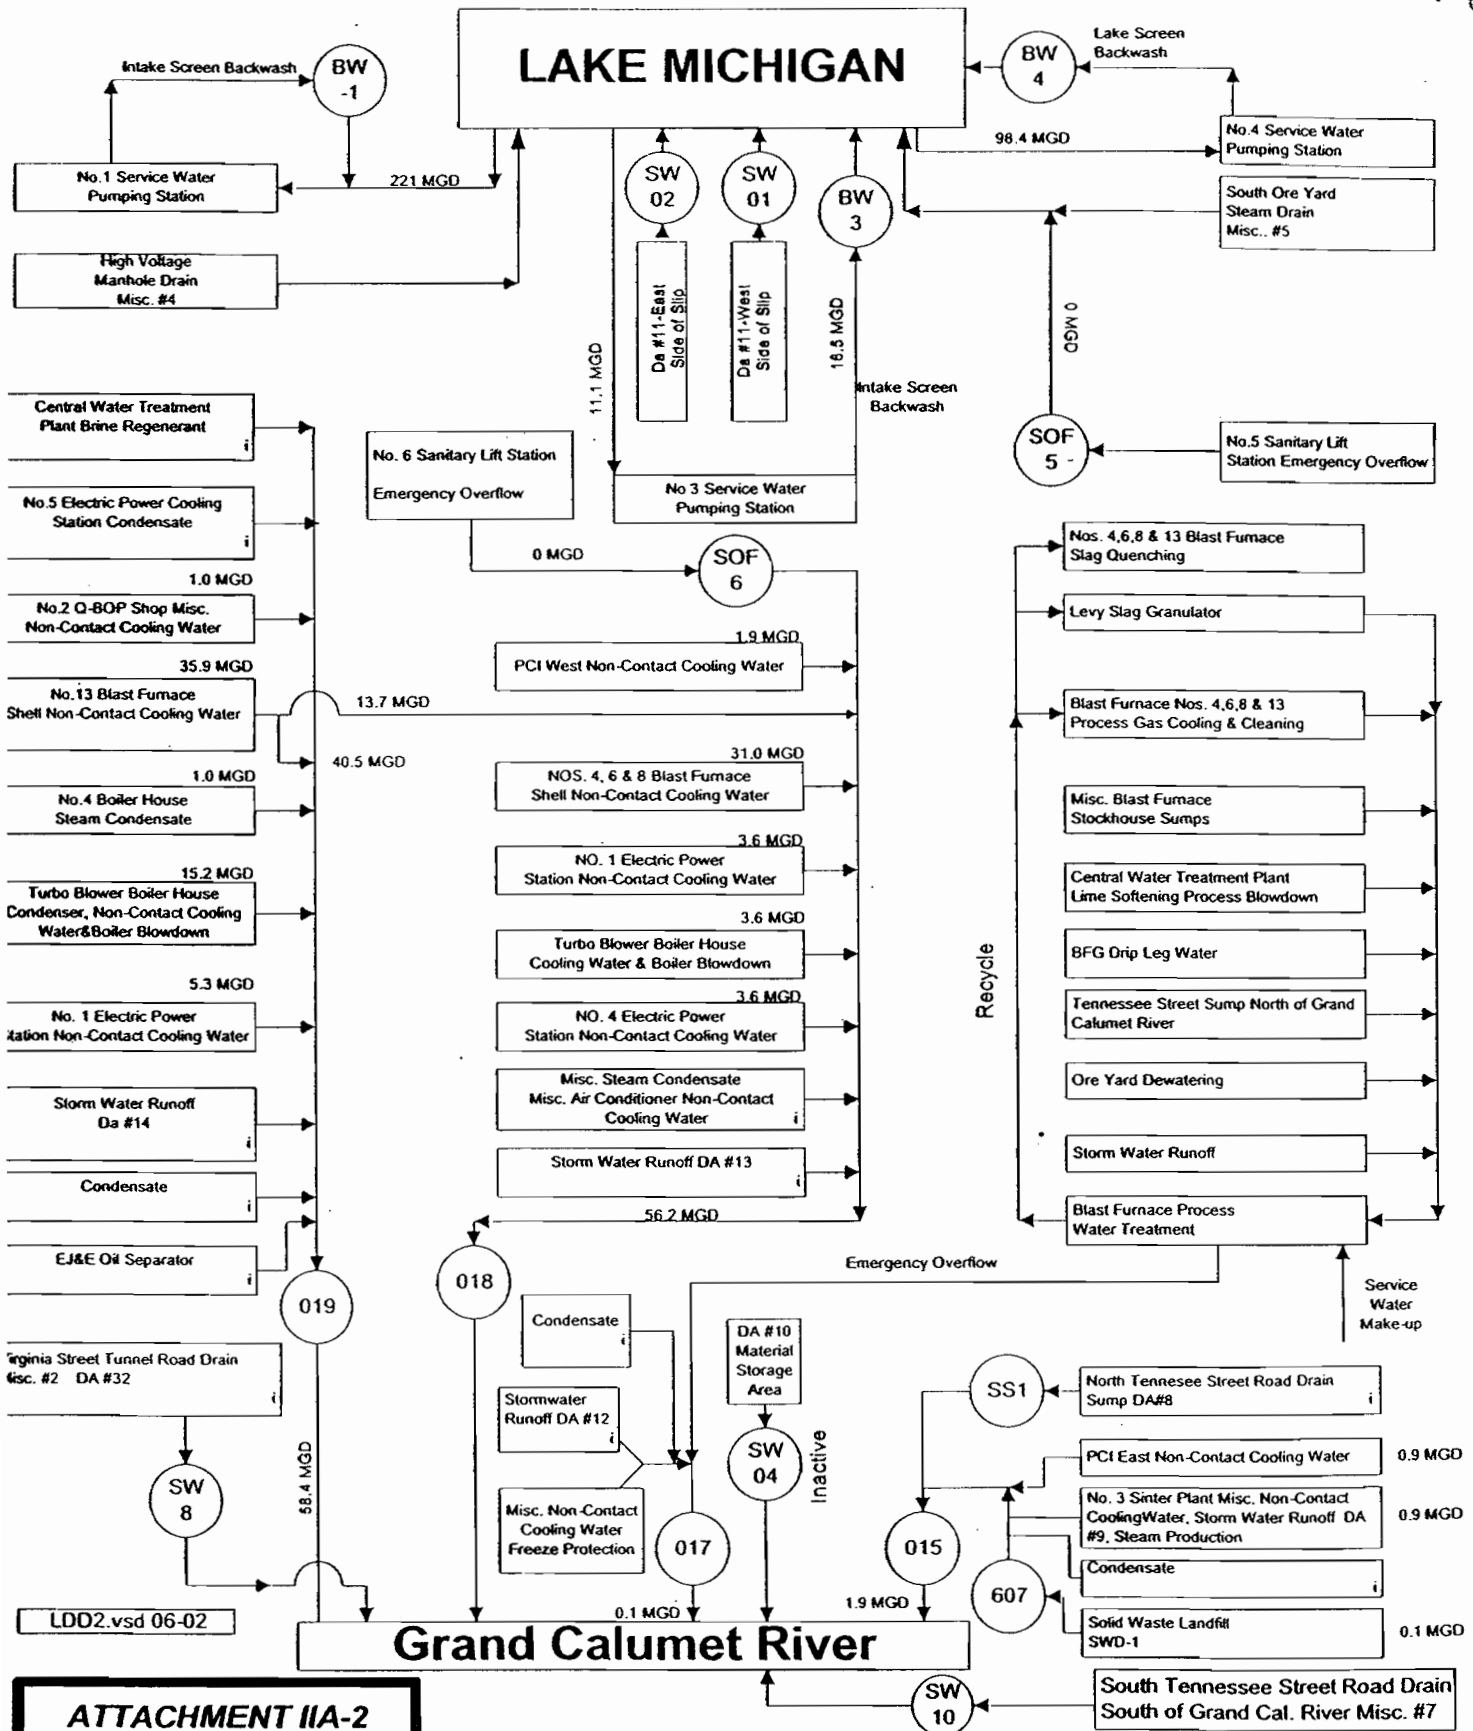 LAKE MICHIGAN
Intake Screen Backwash
BW
-1
BW
4
Lake Screen
Backwash
No.1 Service Water
Pumping Station
221 MGD
98.4 MGD
No.4 Service Water
Pumping Station
SW
02
SW
01
BW
3
South Ore Yard
Steam Drain
Misc.. #5
High Voltage
Manhole Drain
Misc. #4
11.1 MGD
Da #11-East
Side of Slip
Da #11-West
Side of Slip
16.5 MGD
Intake Screen
Backwash
0 MGD
SOF
5
No.5 Sanitary Lift
Station Emergency Overflow
No 3 Service Water
Pumping Station
Central Water Treatment
Plant Brine Regenerant
i
No.5 Electric Power Cooling
Station Condensate
i
1.0 MGD
No.2 Q-BOP Shop Misc.
Non-Contact Cooling Water
35.9 MGD
No.13 Blast Furnace
Shell Non-Contact Cooling Water
13.7 MGD
40.5 MGD
1.0 MGD
No.4 Boiler House
Steam Condensate
15.2 MGD
Turbo Blower Boiler House
Condenser, Non-Contact Cooling
Water&Boiler Blowdown
5.3 MGD
No. 1 Electric Power
tation Non-Contact Cooling Water
Storm Water Runoff
Da #14
i
Condensate
i
EJ&E Oil Separator
i
019
irginia Street Tunnel Road Drain
isc. #2 DA #32
i
SW
8
58.4 MGD
No. 6 Sanitary Lift Station
Emergency Overflow
0 MGD
SOF
6
1.9 MGD
PCI West Non-Contact Cooling Water
31.0 MGD
NOS. 4, 6 & 8 Blast Furnace
Shell Non-Contact Cooling Water
3.6 MGD
NO. 1 Electric Power
Station Non-Contact Cooling Water
3.6 MGD
Turbo Blower Boiler House
Cooling Water & Boiler Blowdown
3.6 MGD
NO. 4 Electric Power
Station Non-Contact Cooling Water
Misc. Steam Condensate
Misc. Air Conditioner Non-Contact
Cooling Water
i
Storm Water Runoff DA #13
i
56.2 MGD
018
Nos. 4,6,8 & 13 Blast Furnace
Slag Quenching
Levy Slag Granulator
Blast Furnace Nos. 4,6,8 & 13
Process Gas Cooling & Cleaning
Misc. Blast Furnace
Stockhouse Sumps
Central Water Treatment Plant
Lime Softening Process Blowdown
Recycle
BFG Drip Leg Water
Tennessee Street Sump North of Grand
Calumet River
Ore Yard Dewatering
Storm Water Runoff
Blast Furnace Process
Water Treatment
Emergency Overflow
Service
Water
Make-up
Condensate
i
Stormwater
Runoff DA #12
i
Misc. Non-Contact
Cooling Water
Freeze Protection
017
0.1 MGD
DA #10
Material
Storage
Area
SW
04
Inactive
SS1
North Tennesee Street Road Drain
Sump DA#8
i
PCI East Non-Contact Cooling Water
0.9 MGD
No. 3 Sinter Plant Misc. Non-Contact
CoolingWater, Storm Water Runoff DA
#9, Steam Production
0.9 MGD
Condensate
i
015
607
1.9 MGD
Solid Waste Landfill
SWD-1
0.1 MGD
LDD2.vsd 06-02
Grand Calumet River
SW
10
South Tennessee Street Road Drain
South of Grand Cal. River Misc. #7
ATTACHMENT IIA-2